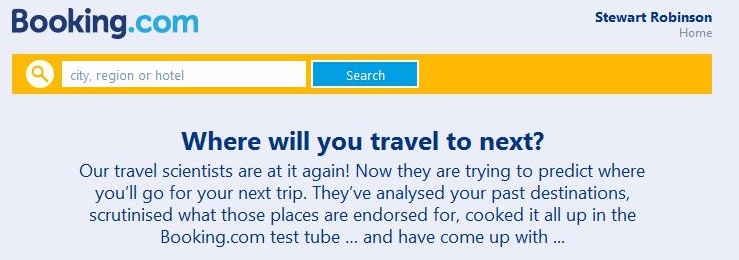 Booking.com
Stewart Robinson
Home
city, region or hotel
Search
Where will you travel to next?
Our travel scientists are at it again! Now they are trying to predict where
you'll go for your next trip. They've analysed your past destinations,
scrutinised what those places are endorsed for, cooked it all up in the
Booking.com test tube ... and have come up with ...